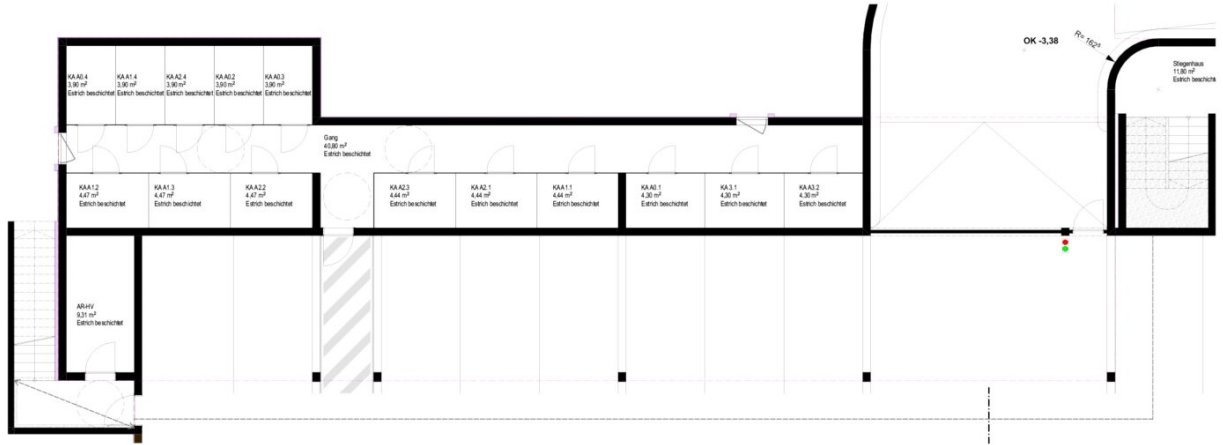 OK -3,38
R= 162⁵
Stiegenhaus
11,80 m²
Estrich beschichtet
KA A0.4
3,90 m²
Estrich beschichtet
KA A1.4
3,90 m²
Estrich beschichtet
KA A2.4
3,90 m²
Estrich beschichtet
KA A0.2
3,90 m²
Estrich beschichtet
KA A0.3
3,90 m²
Estrich beschichtet
Gang
40,80 m²
Estrich beschichtet
KA A1.2
4,47 m²
Estrich beschichtet
KA A1.3
4,47 m²
Estrich beschichtet
KA A2.2
4,47 m²
Estrich beschichtet
KA A2.3
4,44 m²
Estrich beschichtet
KA A2.1
4,44 m²
Estrich beschichtet
KA A1.1
4,44 m²
Estrich beschichtet
KA A0.1
4,30 m²
Estrich beschichtet
KA 3.1
4,30 m²
Estrich beschichtet
KA A3.2
4,30 m²
Estrich beschichtet
AR-HV
9,31 m²
Estrich beschichtet